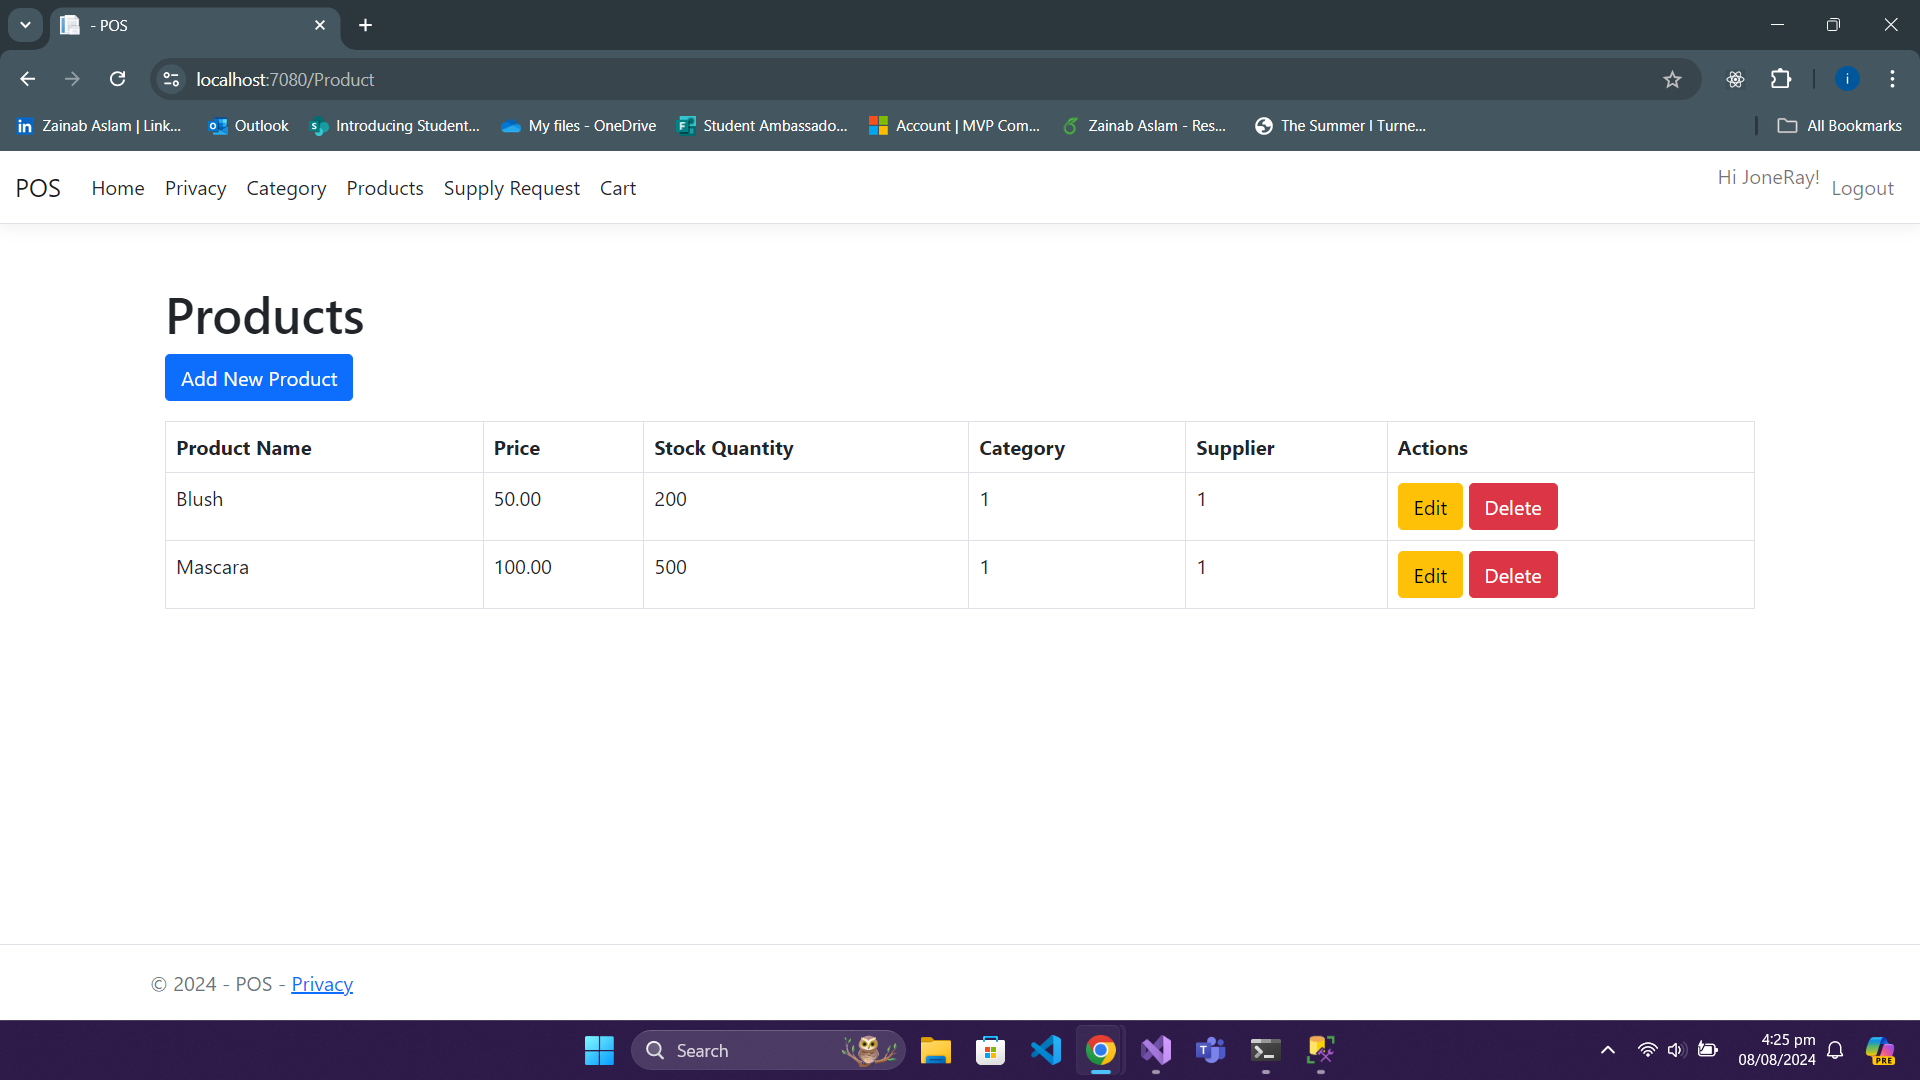 - POS
localhost:7080/Product
Zainab Aslam | Link... Outlook Introducing Student... My files - OneDrive Student Ambassado... Account | MVP Com... Zainab Aslam - Res... The Summer I Turne... All Bookmarks
POS Home Privacy Category Products Supply Request Cart Hi JoneRay! Logout
Products
Add New Product
Product Name Price Stock Quantity Category Supplier Actions
Blush 50.00 200 1 1 Edit Delete
Mascara 100.00 500 1 1 Edit Delete
© 2024 - POS - Privacy
Search
4:25 pm
08/08/2024
PRE